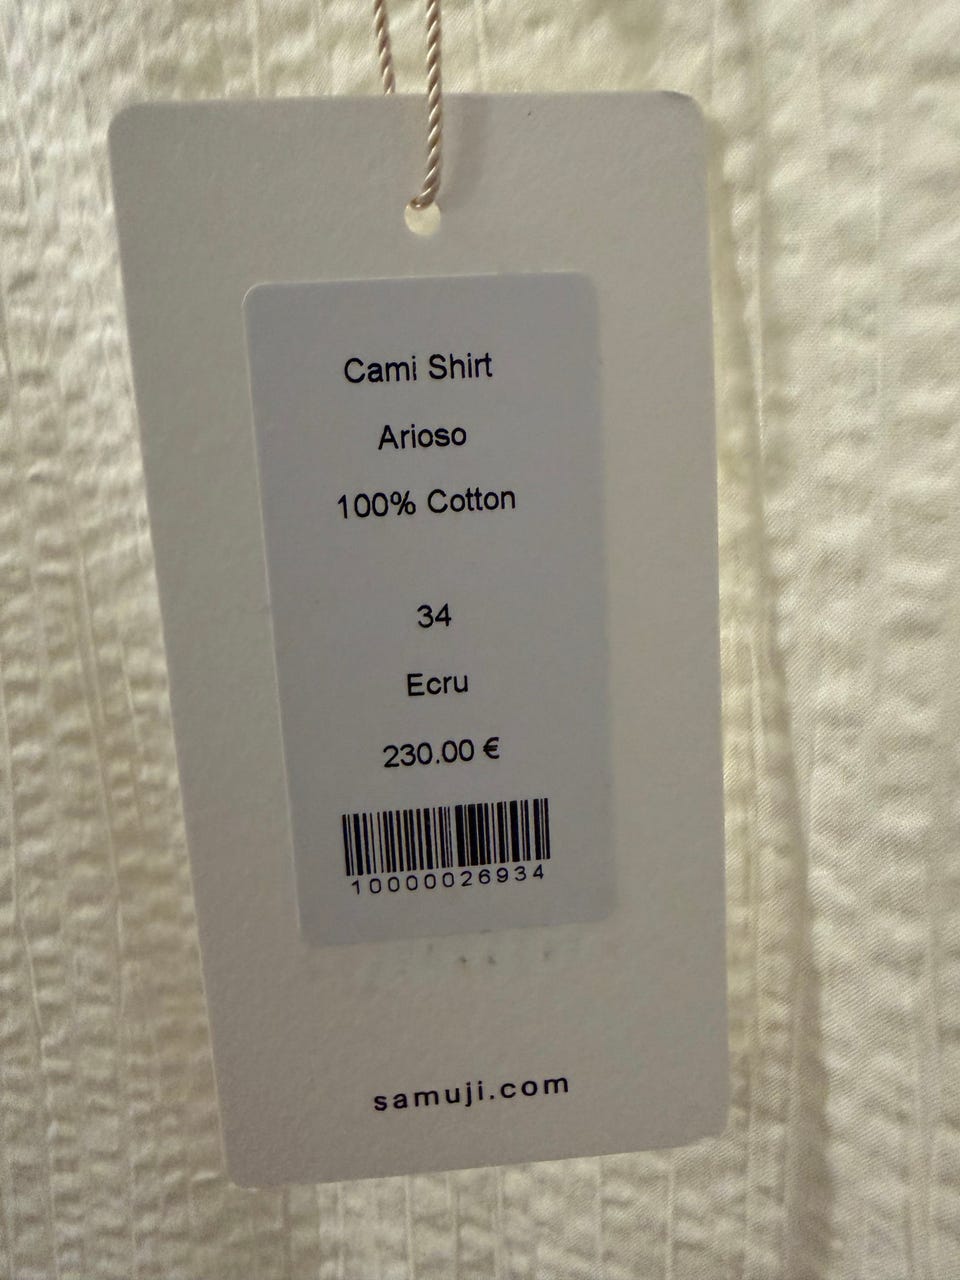 Cami Shirt
Arioso
100% Cotton
34
Ecru
230.00 €
10000026934
samuji.com